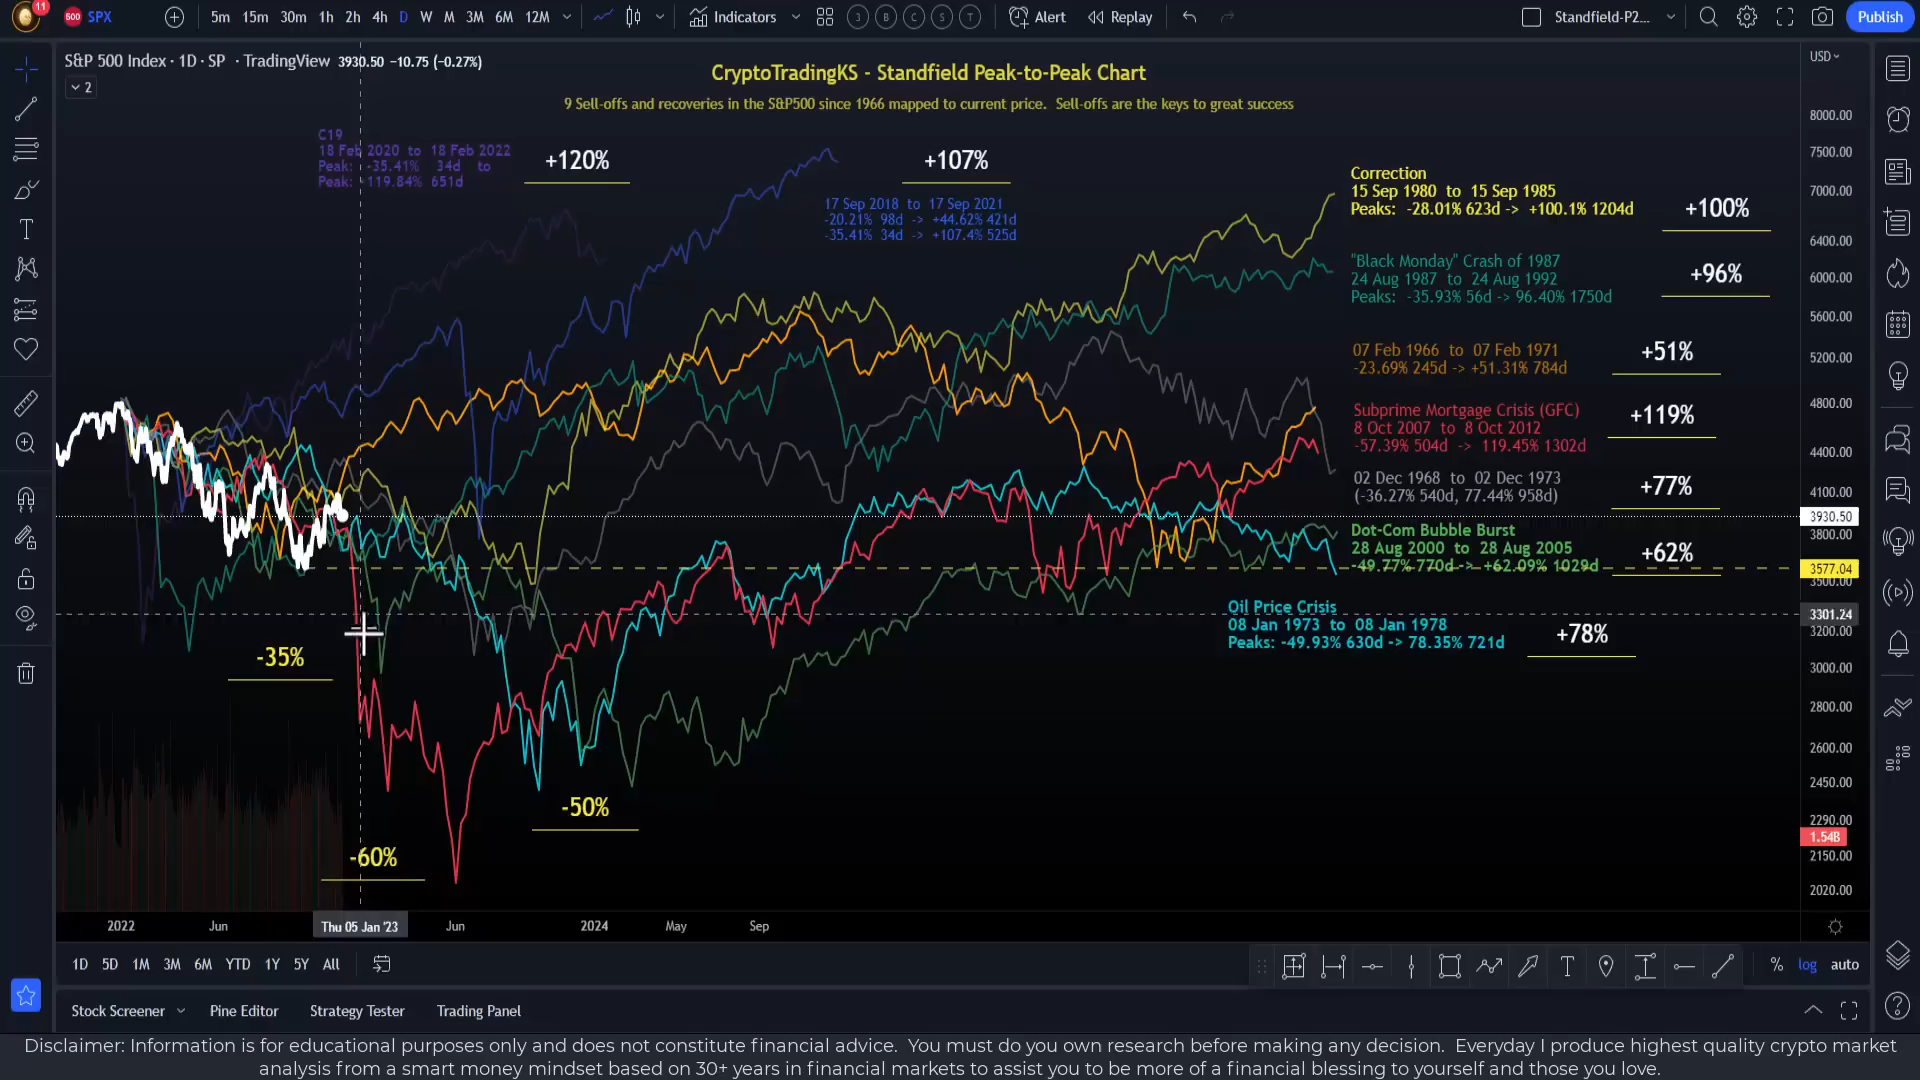 11
500 SPX
5m 15m 30m 1h 2h 4h D W M 3M 6M 12M
Indicators
J B C S T
Alert
Replay
Standfield-P2...
Publish
S&P 500 Index · 1D · SP · TradingView 3930.50 −10.75 (−0.27%)
2
USD
CryptoTradingKS - Standfield Peak-to-Peak Chart
9 Sell-offs and recoveries in the S&P500 since 1966 mapped to current price. Sell-offs are the keys to great success
C19
18 Feb 2020 to 18 Feb 2022
Peak: -35.41% 34d to
Peak: +119.84% 651d
+120%
+107%
17 Sep 2018 to 17 Sep 2021
-20.21% 98d -> +44.62% 421d
-35.41% 34d -> +107.4% 525d
Correction
15 Sep 1980 to 15 Sep 1985
Peaks: -28.01% 623d -> +100.1% 1204d
+100%
"Black Monday" Crash of 1987
24 Aug 1987 to 24 Aug 1992
Peaks: -35.93% 56d -> 96.40% 1750d
+96%
07 Feb 1966 to 07 Feb 1971
-23.69% 245d -> +51.31% 784d
+51%
Subprime Mortgage Crisis (GFC)
8 Oct 2007 to 8 Oct 2012
-57.39% 504d -> 119.45% 1302d
+119%
02 Dec 1968 to 02 Dec 1973
(-36.27% 540d, 77.44% 958d)
+77%
Dot-Com Bubble Burst
28 Aug 2000 to 28 Aug 2005
-49.77% 770d -> +62.09% 1029d
+62%
Oil Price Crisis
08 Jan 1973 to 08 Jan 1978
Peaks: -49.93% 630d -> 78.35% 721d
+78%
-35%
-50%
-60%
8000.00
7500.00
7000.00
6400.00
6000.00
5600.00
5200.00
4800.00
4400.00
4100.00
3930.50
3800.00
3577.04
3500.00
3301.24
3200.00
3000.00
2800.00
2600.00
2450.00
2290.00
1.54B
2150.00
2020.00
2022 Jun Thu 05 Jan '23 Jun 2024 May Sep
1D 5D 1M 3M 6M YTD 1Y 5Y All
% log auto
Stock Screener Pine Editor Strategy Tester Trading Panel
Disclaimer: Information is for educational purposes only and does not constitute financial advice. You must do you own research before making any decision. Everyday I produce highest quality crypto market
analysis from a smart money mindset based on 30+ years in financial markets to assist you to be more of a financial blessing to yourself and those you love.